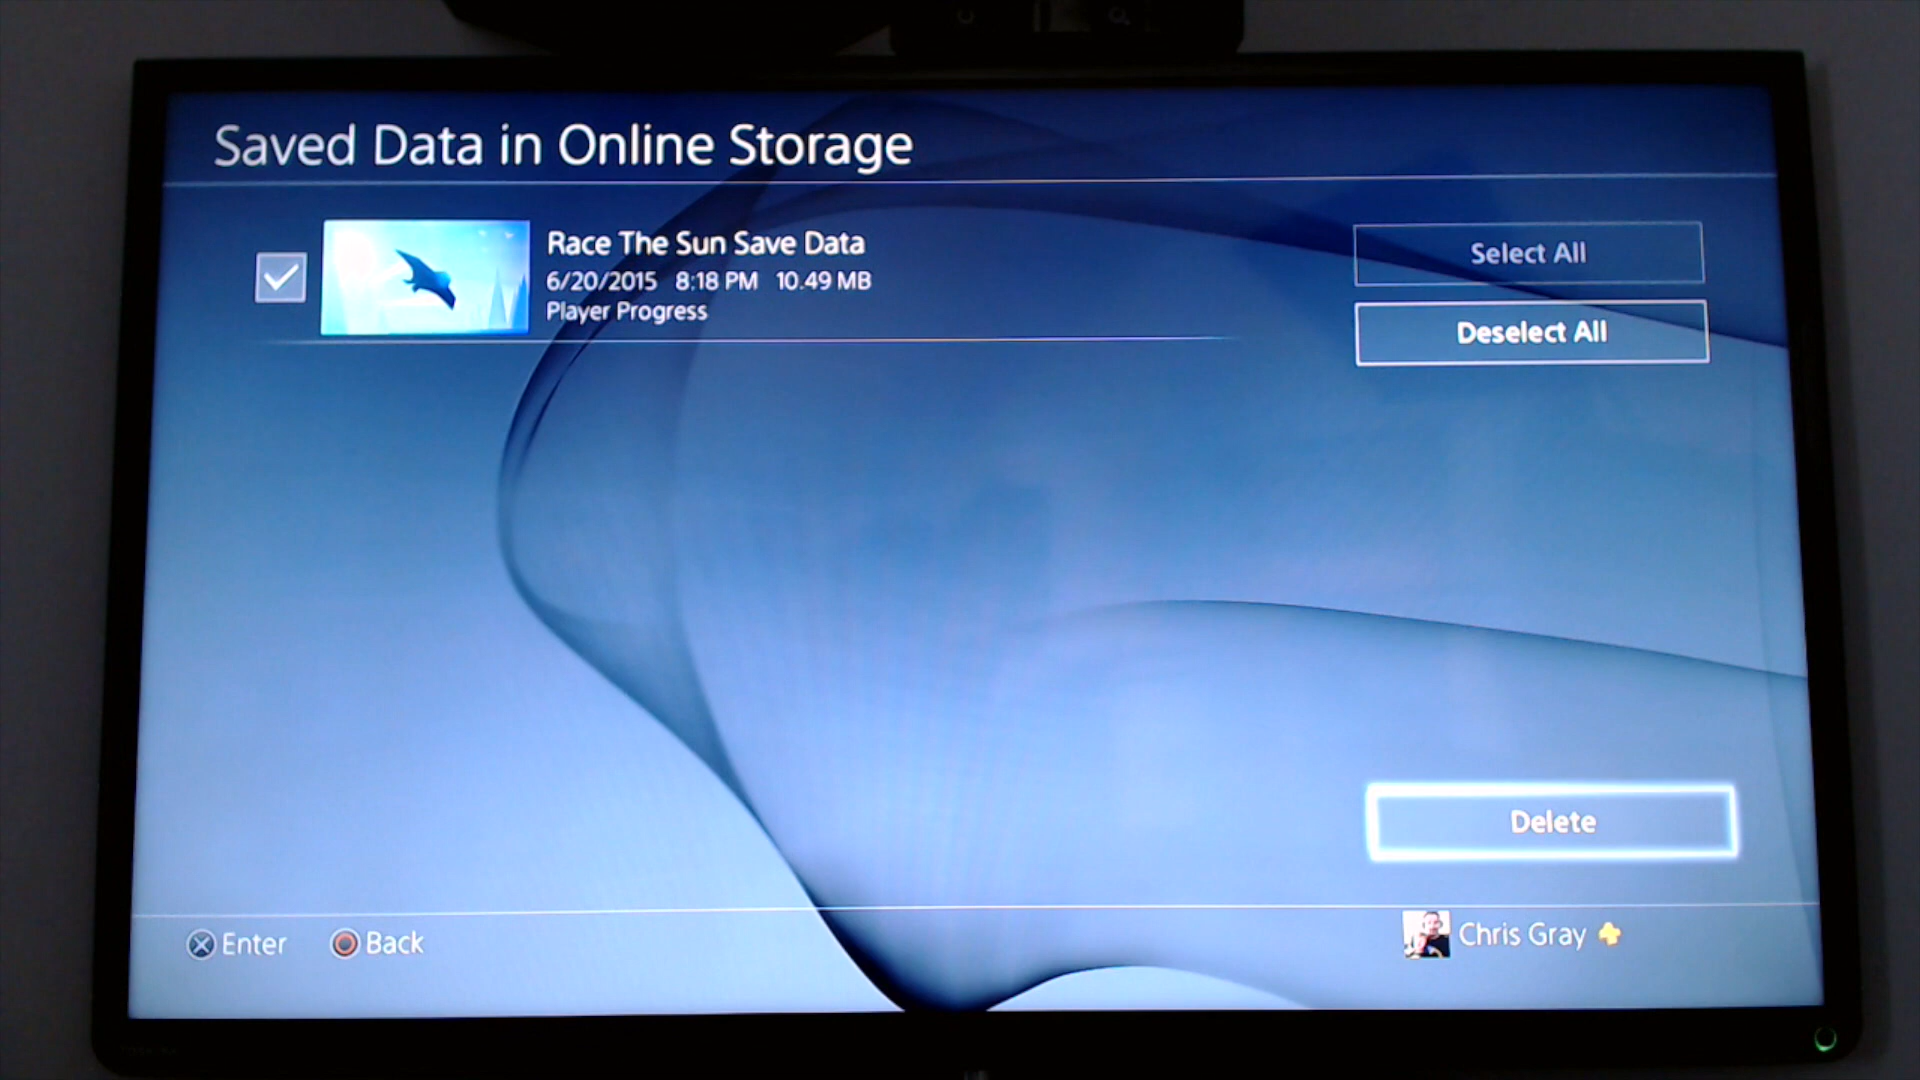 Saved Data in Online Storage
Race The Sun Save Data
6/20/2015 8:18 PM 10.49 MB
Player Progress
Select All
Deselect All
Delete
Enter
Back
Chris Gray